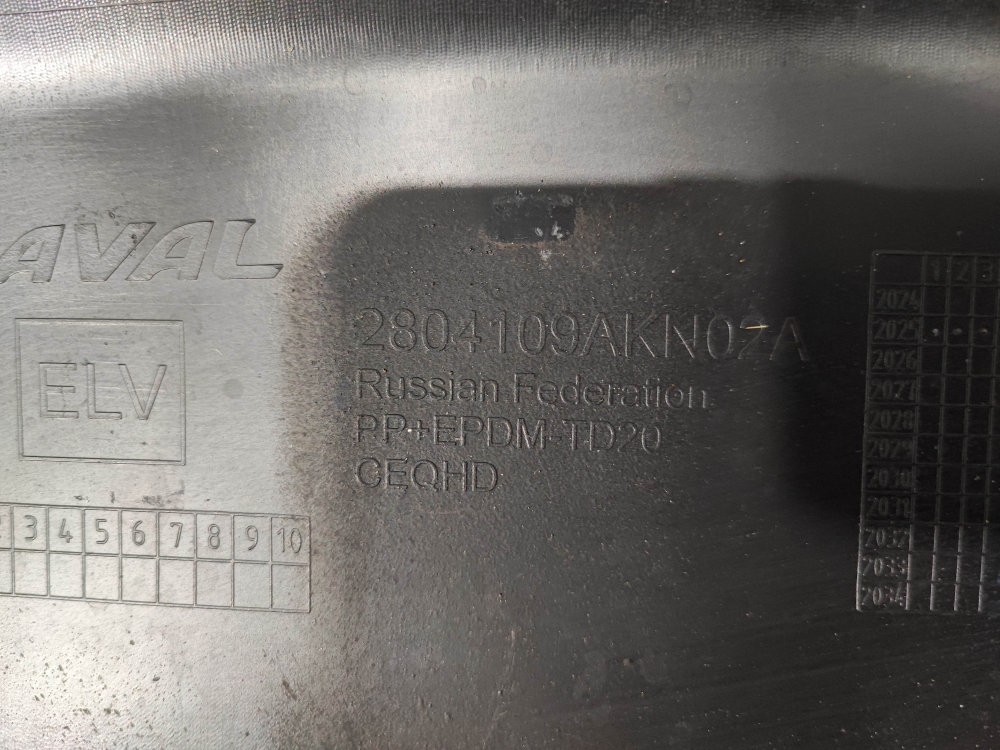 AVAL
ELV
2804109AKN02A
Russian Federation
PP+EPDM-TD20
CEQHD
2 3 4 5 6 7 8 9 10
1 2 3
2024
2025
2026
2027
2028
2029
2030
2031
2032
2033
2034